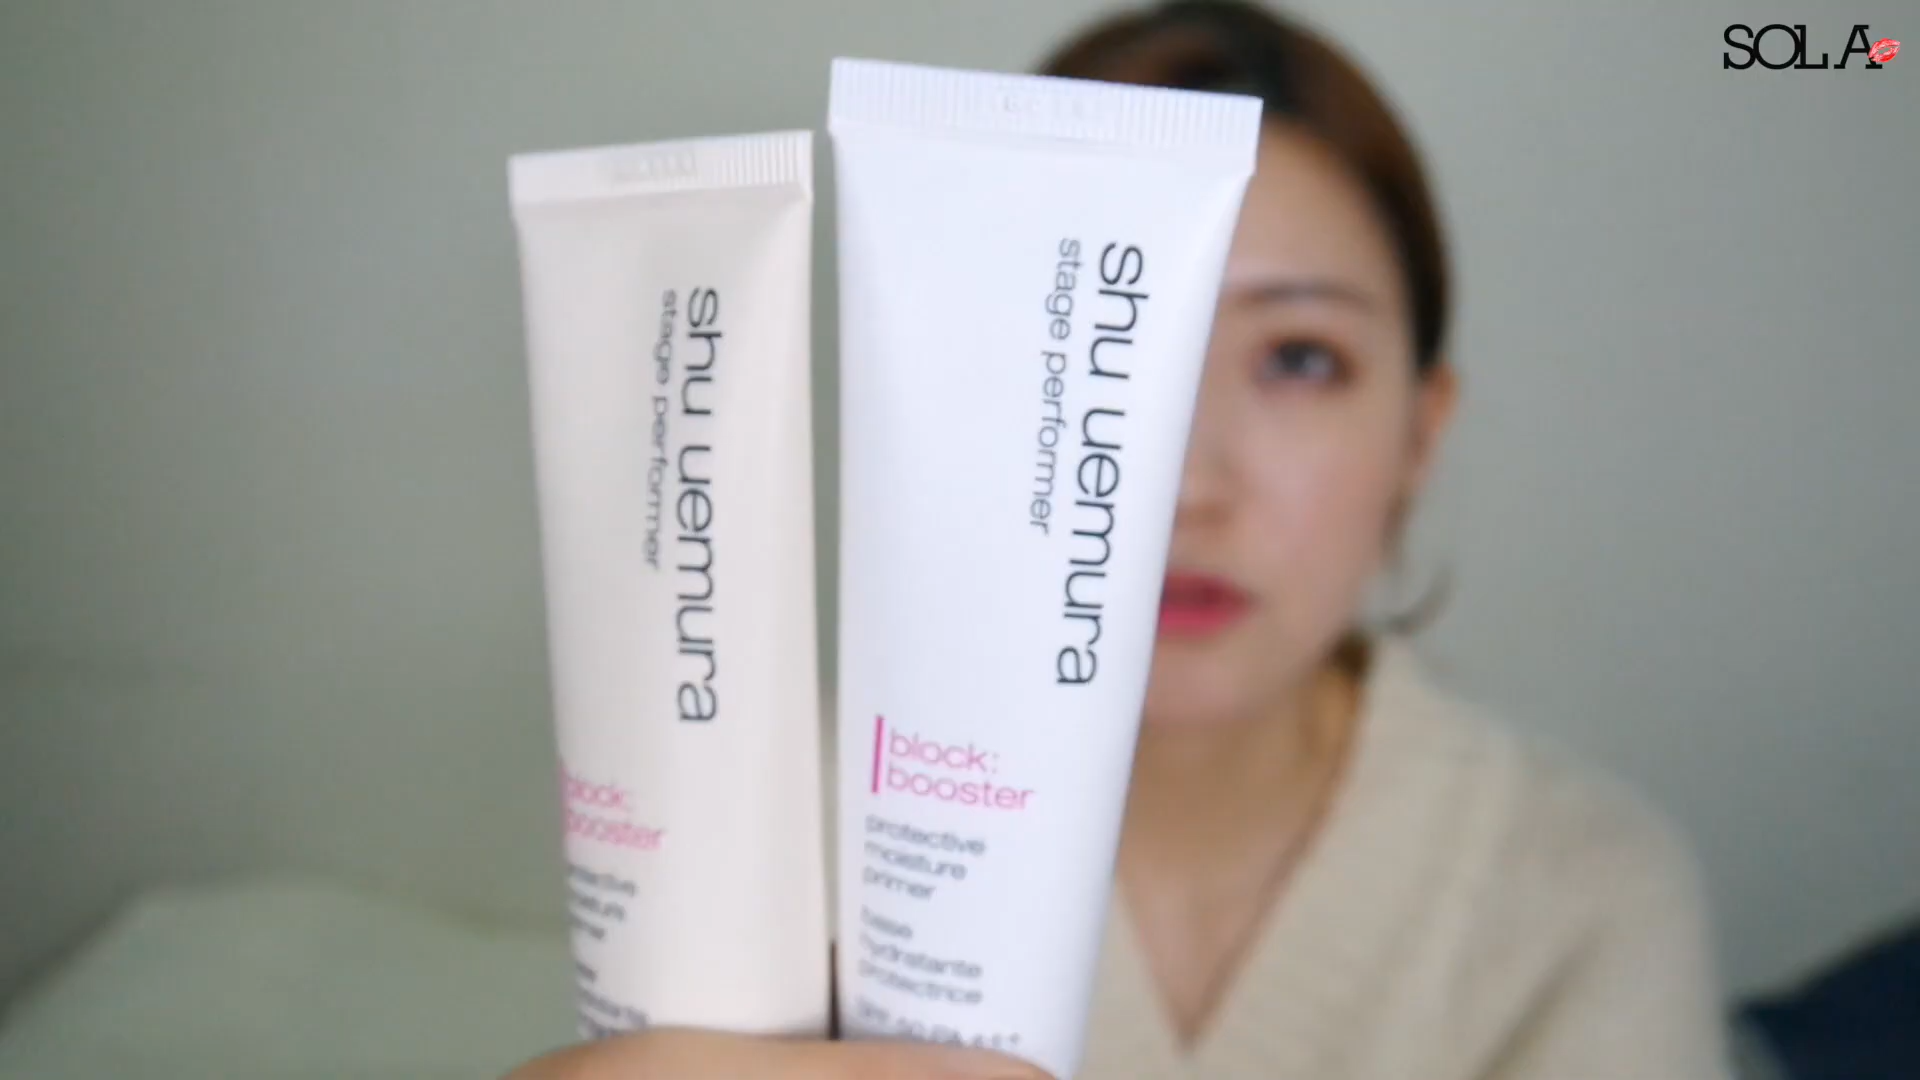 SOLA
shu uemura
stage performer
block:
booster
shu uemura
stage performer
block:
booster
protective
moisture
primer
base
hydratante
protectrice